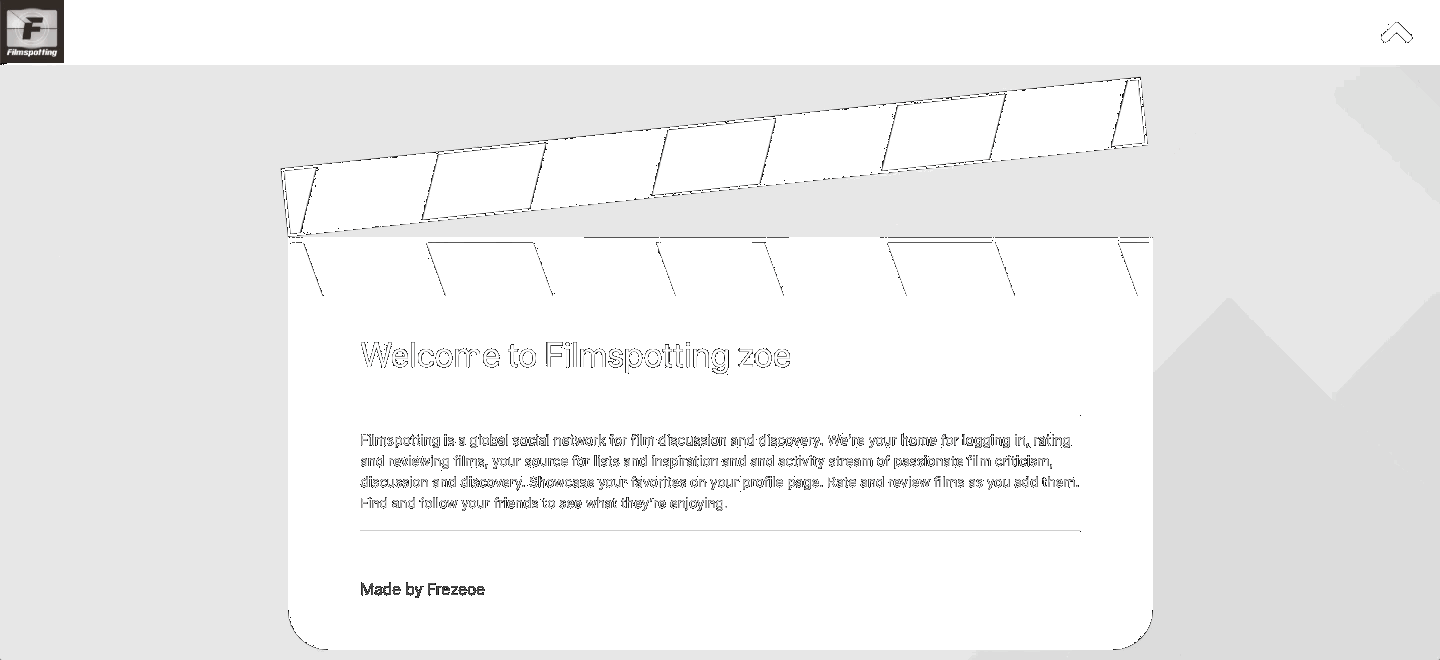 F
Filmspotting
Welcome to Filmspotting zoe
Filmspotting is a global social network for film discussion and discovery. We're your home for logging in, rating
and reviewing films, your source for lists and inspiration and and activity stream of passionate film criticism,
discussion and discovery. Showcase your favorites on your profile page. Rate and review films as you add them.
Find and follow your friends to see what they're enjoying.
Made by Frezeoe